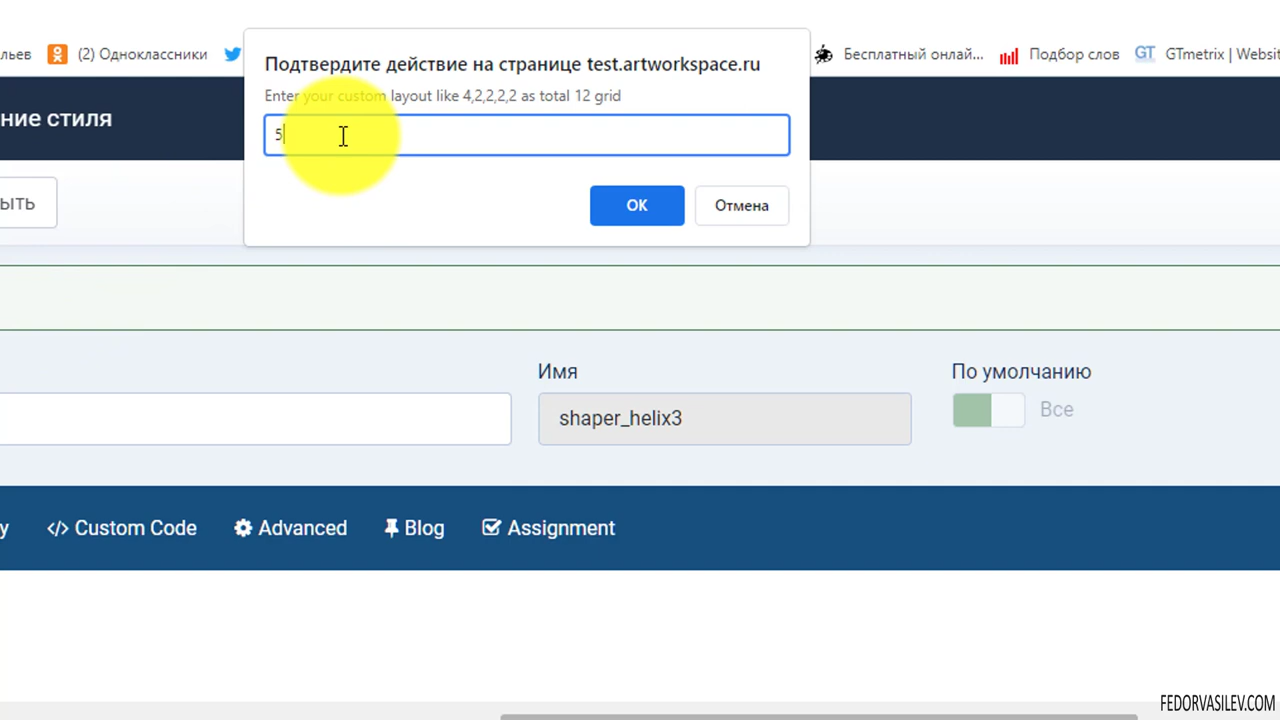 льев
(2) Одноклассники
Бесплатный онлай...
Подбор слов
GT
GTmetrix | Websit
Подтвердите действие на странице test.artworkspace.ru
Enter your custom layout like 4,2,2,2,2 as total 12 grid
5
ОК
Отмена
ние стиля
ыть
Имя
По умолчанию
shaper_helix3
Все
y
</> Custom Code
Advanced
Blog
Assignment
FEDORVASILEV.COM